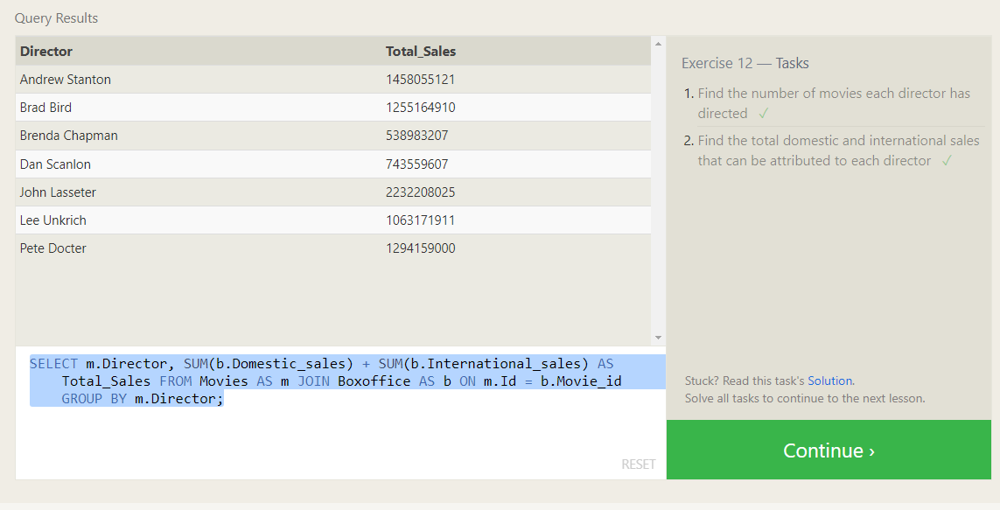 Query Results
Director Total_Sales
Andrew Stanton 1458055121
Brad Bird 1255164910
Brenda Chapman 538983207
Dan Scanlon 743559607
John Lasseter 2232208025
Lee Unkrich 1063171911
Pete Docter 1294159000
SELECT m.Director, SUM(b.Domestic_sales) + SUM(b.International_sales) AS
Total_Sales FROM Movies AS m JOIN Boxoffice AS b ON m.Id = b.Movie_id
GROUP BY m.Director;
RESET
Exercise 12 — Tasks
1. Find the number of movies each director has
directed ✓
2. Find the total domestic and international sales
that can be attributed to each director ✓
Stuck? Read this task's Solution.
Solve all tasks to continue to the next lesson.
Continue ›